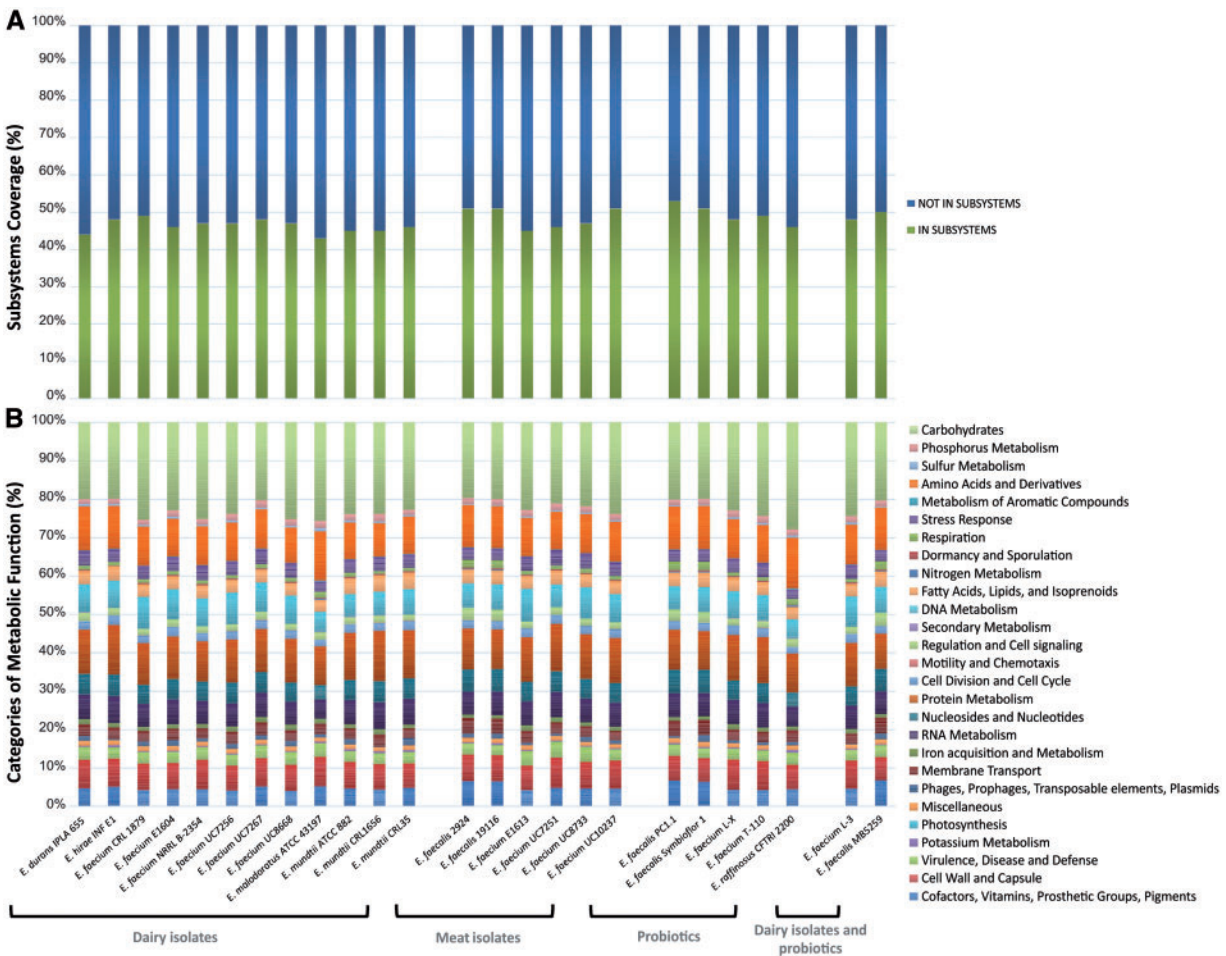 A
100%
90%
80%
70%
60%
50%
40%
30%
20%
10%
0%
Subsystems Coverage (%)
NOT IN SUBSYSTEMS
IN SUBSYSTEMS
B
100%
90%
80%
70%
60%
50%
40%
30%
20%
10%
0%
Categories of Metabolic Function (%)
Carbohydrates
Phosphorus Metabolism
Sulfur Metabolism
Amino Acids and Derivatives
Metabolism of Aromatic Compounds
Stress Response
Respiration
Dormancy and Sporulation
Nitrogen Metabolism
Fatty Acids, Lipids, and Isoprenoids
DNA Metabolism
Secondary Metabolism
Regulation and Cell signaling
Motility and Chemotaxis
Cell Division and Cell Cycle
Protein Metabolism
Nucleosides and Nucleotides
RNA Metabolism
Iron acquisition and Metabolism
Membrane Transport
Phages, Prophages, Transposable elements, Plasmids
Miscellaneous
Photosynthesis
Potassium Metabolism
Virulence, Disease and Defense
Cell Wall and Capsule
Cofactors, Vitamins, Prosthetic Groups, Pigments
E. durans IPLA 655
E. hirae INF E1
E. faecium CRL 1879
E. faecium E1604
E. faecium NRRL B-2354
E. faecium UC7256
E. faecium UC7267
E. faecium UC8668
E. malodoratus ATCC 43197
E. mundtii ATCC 882
E. mundtii CRL1656
E. mundtii CRL35
E. faecalis 2924
E. faecalis 19116
E. faecium E1613
E. faecium UC7251
E. faecium UC8733
E. faecium UC10237
E. faecalis PC1.1
E. faecalis Symbioflor 1
E. faecium L-X
E. faecium T-110
E. raffinosus CFTRI 2200
E. faecium L-3
E. faecalis MBS259
Dairy isolates
Meat isolates
Probiotics
Dairy isolates and
probiotics